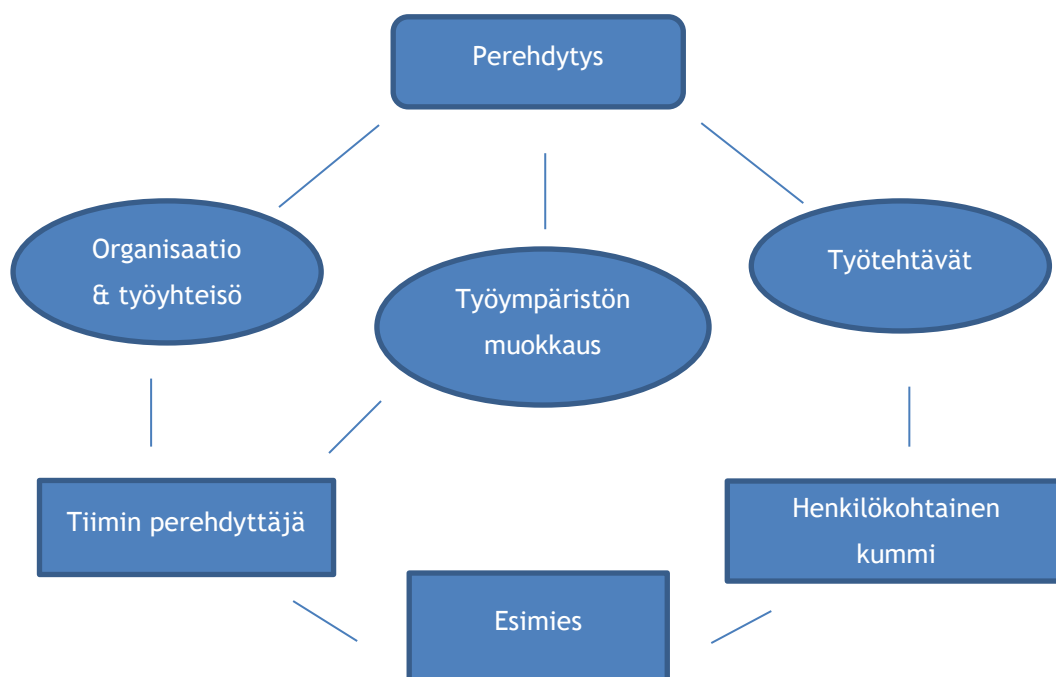 Perehdytys
Organisaatio
& työyhteisö
Työympäristön
muokkaus
Työtehtävät
Tiimin perehdyttäjä
Henkilökohtainen
kummi
Esimies